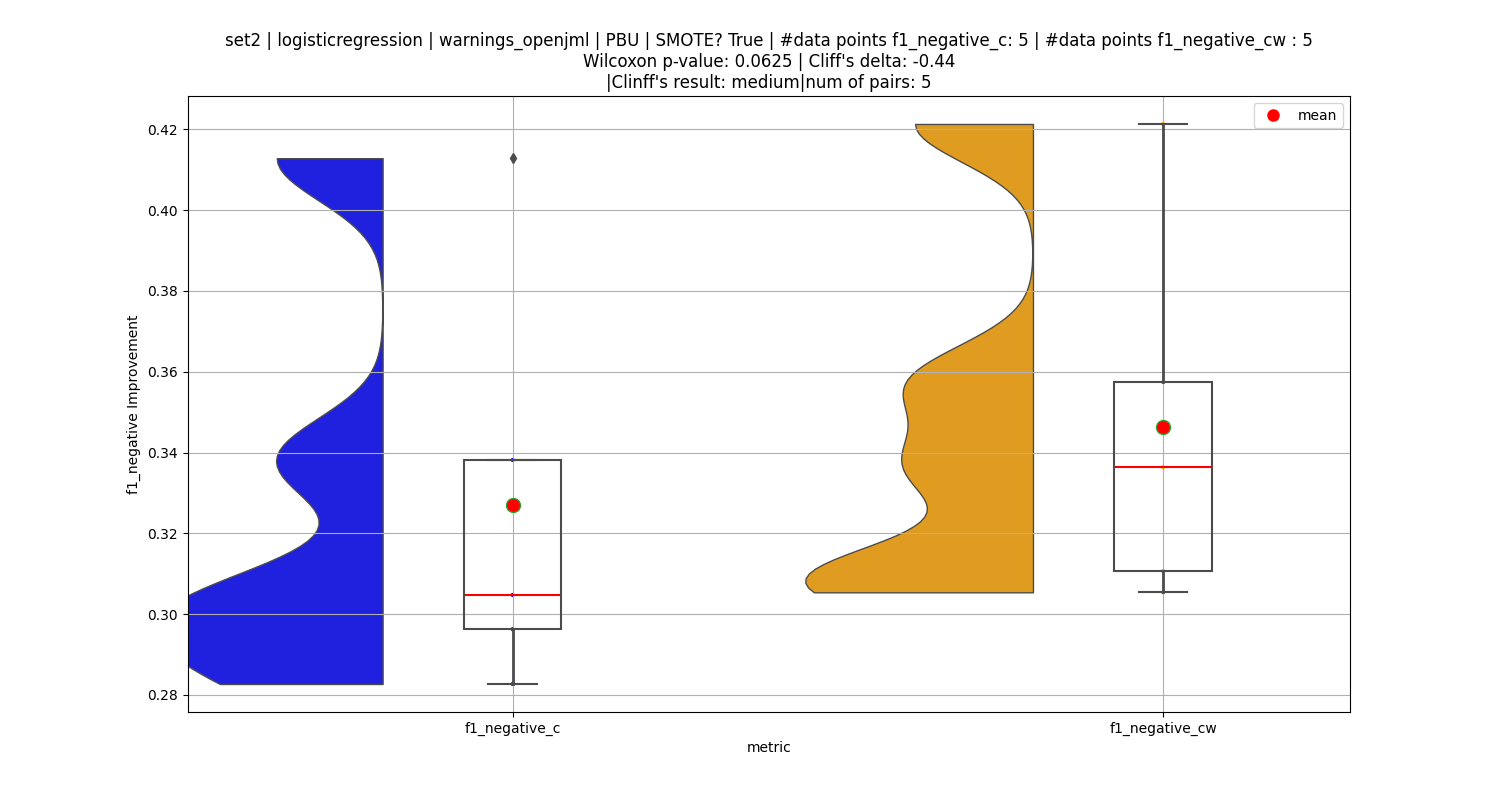 set2 | logisticregression | warnings_openjml | PBU | SMOTE? True | #data points f1_negative_c: 5 | #data points f1_negative_cw : 5
Wilcoxon p-value: 0.0625 | Cliff's delta: -0.44
|Clinff's result: medium|num of pairs: 5
mean
0.42
0.40
0.38
0.36
0.34
0.32
0.30
0.28
f1_negative Improvement
f1_negative_c
f1_negative_cw
metric